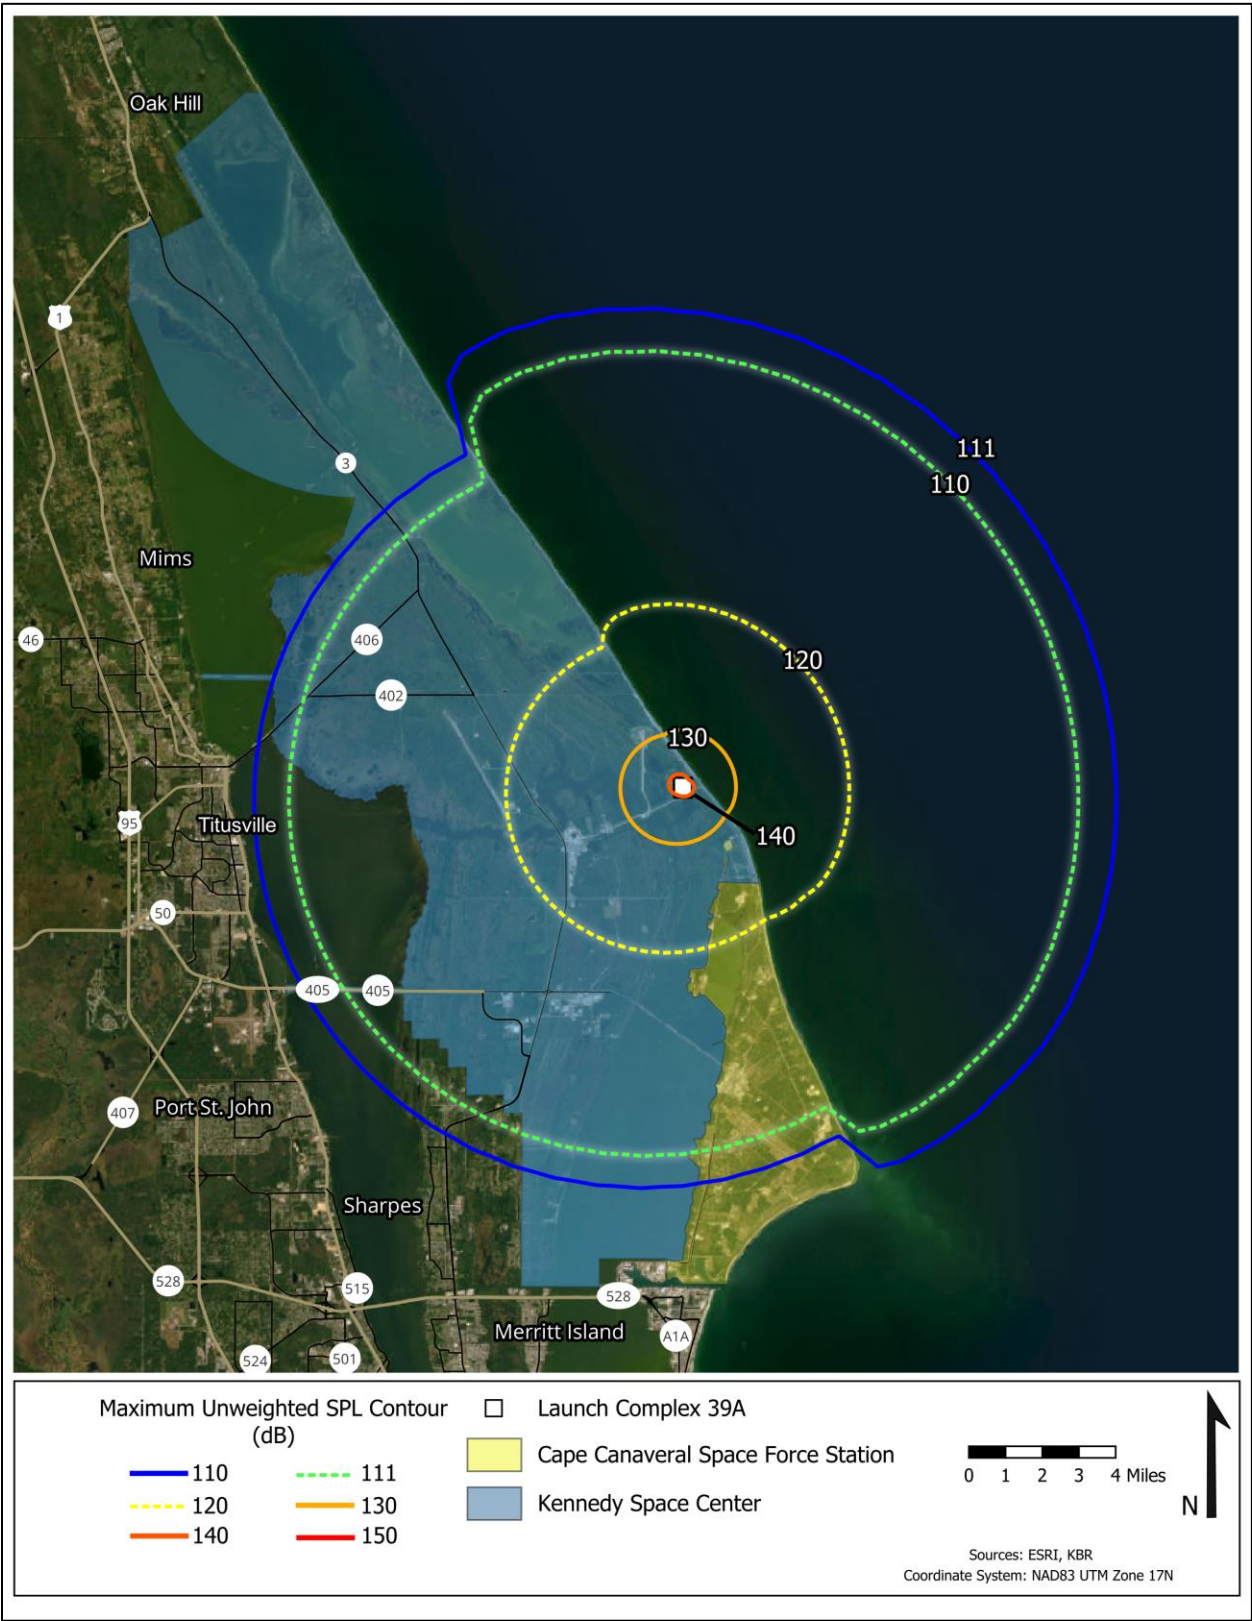 Oak Hill
1
3
111
110
Mims
46
406
120
402
130
95
Titusville
140
50
405
405
407
Port St. John
Sharpes
528
515
528
Merritt Island
A1A
524
501
Maximum Unweighted SPL Contour
(dB)
110
111
120
130
140
150
Launch Complex 39A
Cape Canaveral Space Force Station
Kennedy Space Center
0 1 2 3 4 Miles
N
Sources: ESRI, KBR
Coordinate System: NAD83 UTM Zone 17N